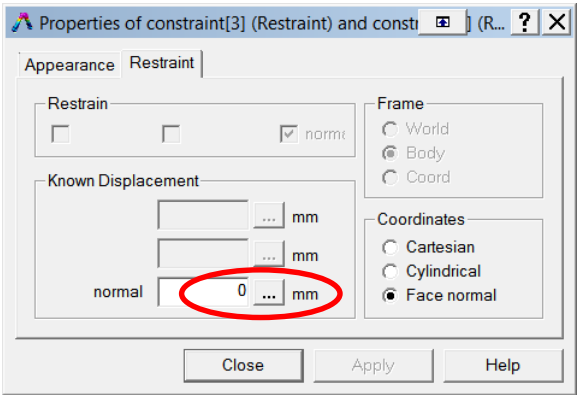 Properties of constraint[3] (Restraint) and constr ] (R... ? X
Appearance Restraint
Restrain
norm
Known Displacement
... mm
... mm
normal 0 ... mm
Frame
World
Body
Coord
Coordinates
Cartesian
Cylindrical
Face normal
Close Apply Help